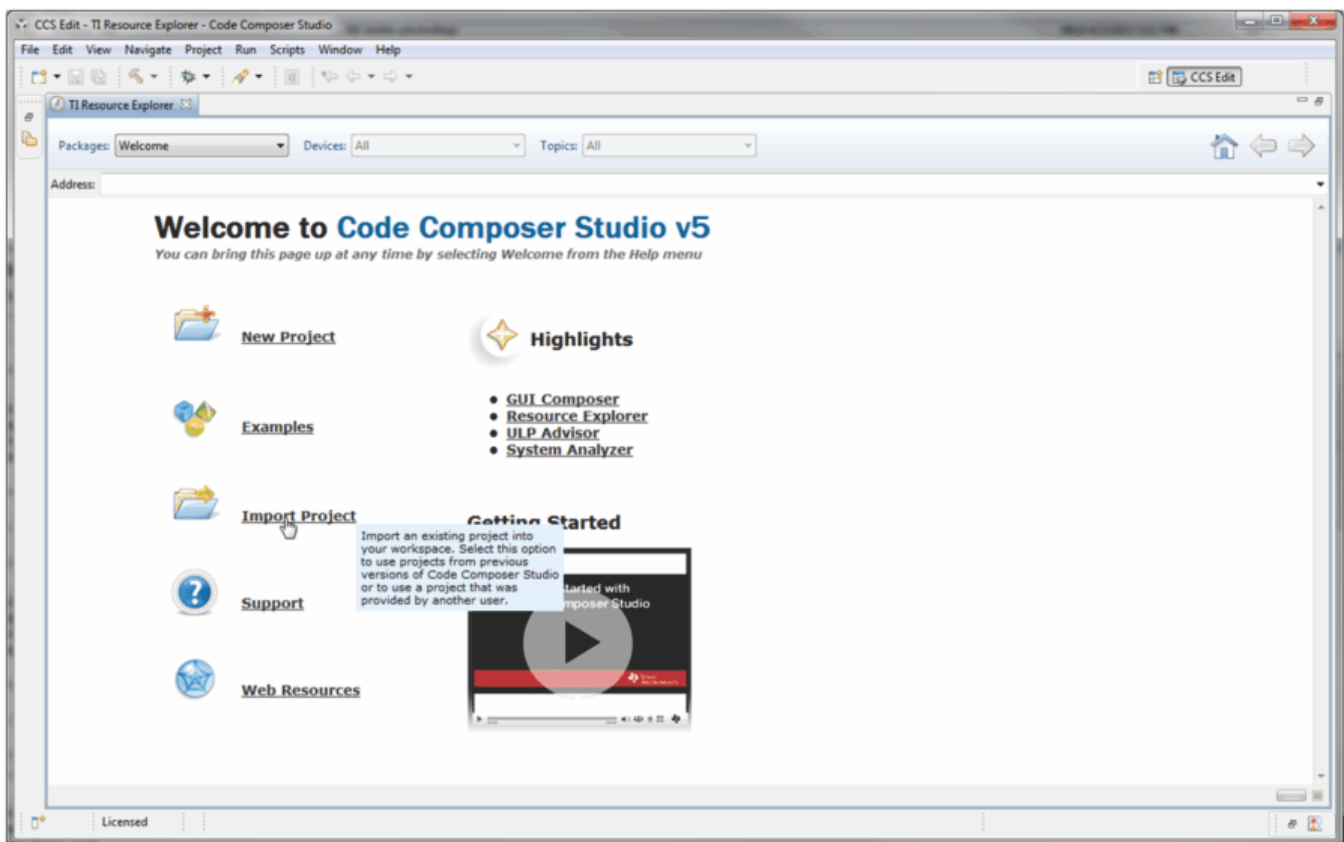 CCS Edit - TI Resource Explorer - Code Composer Studio
File Edit View Navigate Project Run Scripts Window Help
CCS Edit
TI Resource Explorer
Packages: Welcome Devices: All Topics: All
Address:
Welcome to Code Composer Studio v5
You can bring this page up at any time by selecting Welcome from the Help menu
New Project
Highlights
Examples
GUI Composer
Resource Explorer
ULP Advisor
System Analyzer
Import Project
Getting Started
Import an existing project into
your workspace. Select this option
to use projects from previous
versions of Code Composer Studio
or to use a project that was
provided by another user.
Started with
mposer Studio
Support
Web Resources
Licensed